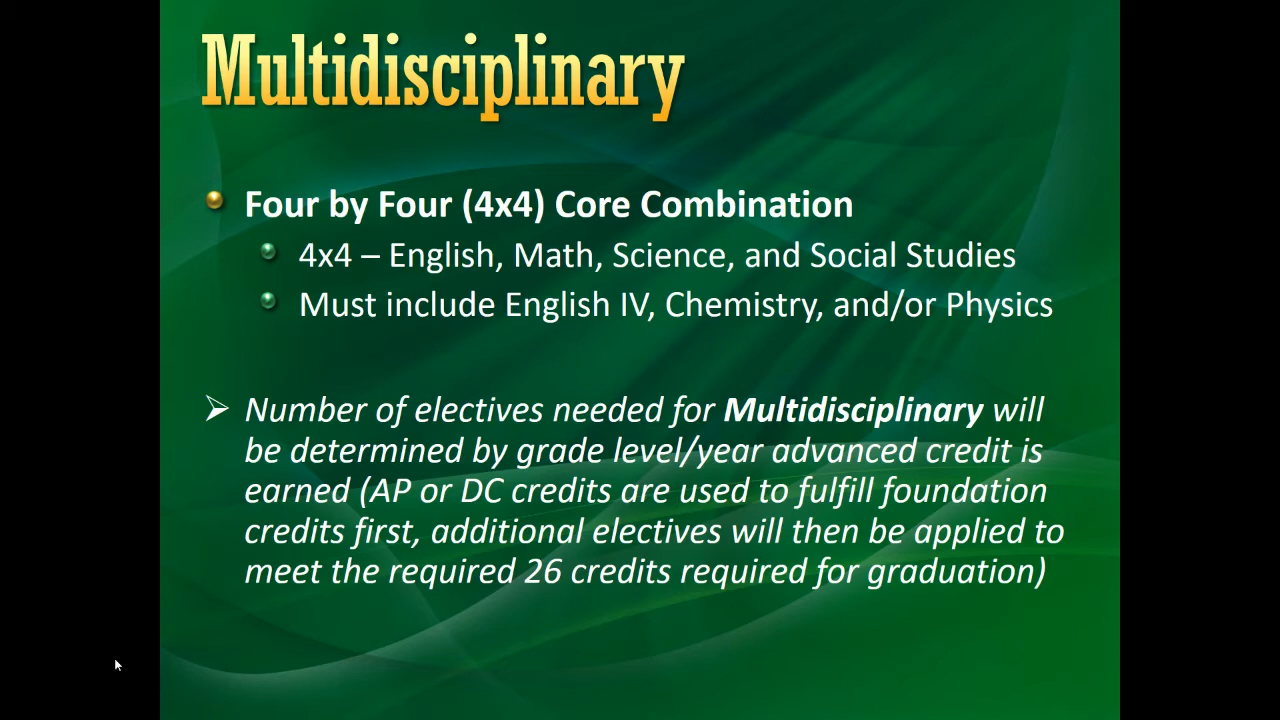 Multidisciplinary
Four by Four (4x4) Core Combination
4x4 – English, Math, Science, and Social Studies
Must include English IV, Chemistry, and/or Physics
Number of electives needed for Multidisciplinary will
be determined by grade level/year advanced credit is
earned (AP or DC credits are used to fulfill foundation
credits first, additional electives will then be applied to
meet the required 26 credits required for graduation)